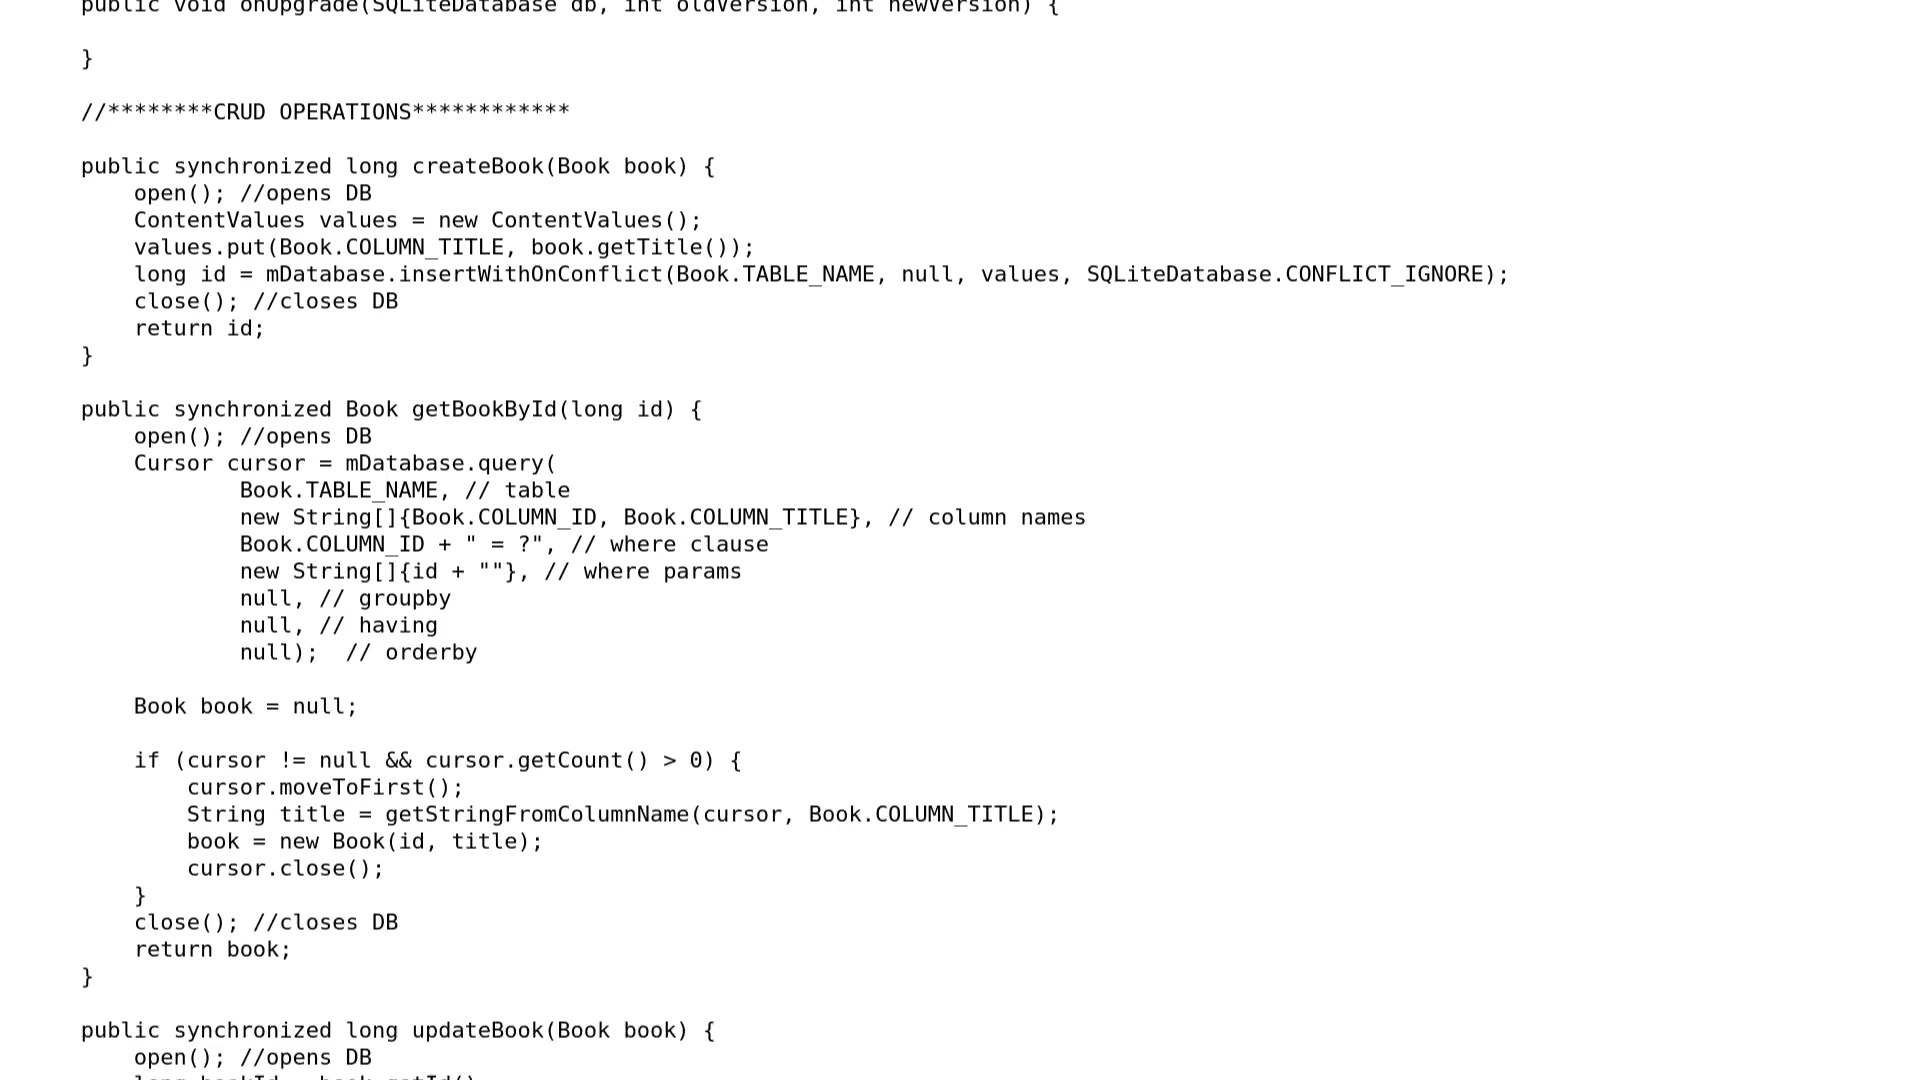 public void onUpgrade(SQLiteDatabase db, int oldVersion, int newVersion) {

}

//********CRUD OPERATIONS************

public synchronized long createBook(Book book) {
    open(); //opens DB
    ContentValues values = new ContentValues();
    values.put(Book.COLUMN_TITLE, book.getTitle());
    long id = mDatabase.insertWithOnConflict(Book.TABLE_NAME, null, values, SQLiteDatabase.CONFLICT_IGNORE);
    close(); //closes DB
    return id;
}

public synchronized Book getBookById(long id) {
    open(); //opens DB
    Cursor cursor = mDatabase.query(
            Book.TABLE_NAME, // table
            new String[]{Book.COLUMN_ID, Book.COLUMN_TITLE}, // column names
            Book.COLUMN_ID + " = ?", // where clause
            new String[]{id + ""}, // where params
            null, // groupby
            null, // having
            null);  // orderby

    Book book = null;

    if (cursor != null && cursor.getCount() > 0) {
        cursor.moveToFirst();
        String title = getStringFromColumnName(cursor, Book.COLUMN_TITLE);
        book = new Book(id, title);
        cursor.close();
    }
    close(); //closes DB
    return book;
}

public synchronized long updateBook(Book book) {
    open(); //opens DB
    long bookId = book.getId()